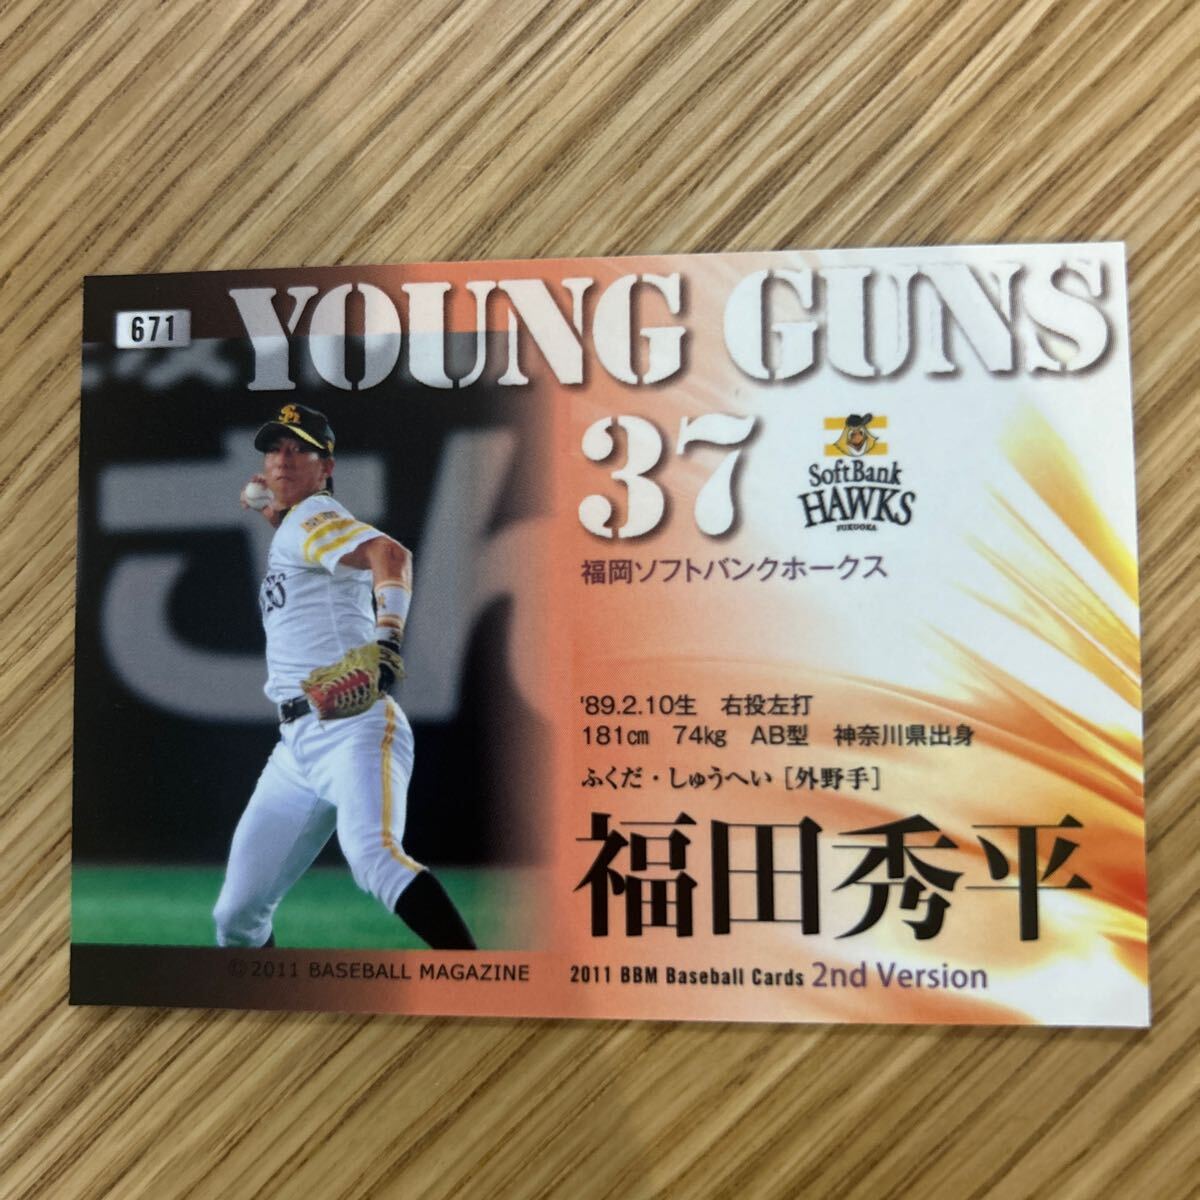 671
YOUNG GUNS
37
SoftBank
HAWKS
FUKUOKA
福岡ソフトバンクホークス
'89.2.10生 右投左打
181㎝ 74㎏ AB型 神奈川県出身
ふくだ・しゅうへい［外野手］
福田秀平
©2011 BASEBALL MAGAZINE
2011 BBM Baseball Cards 2nd Version
さん